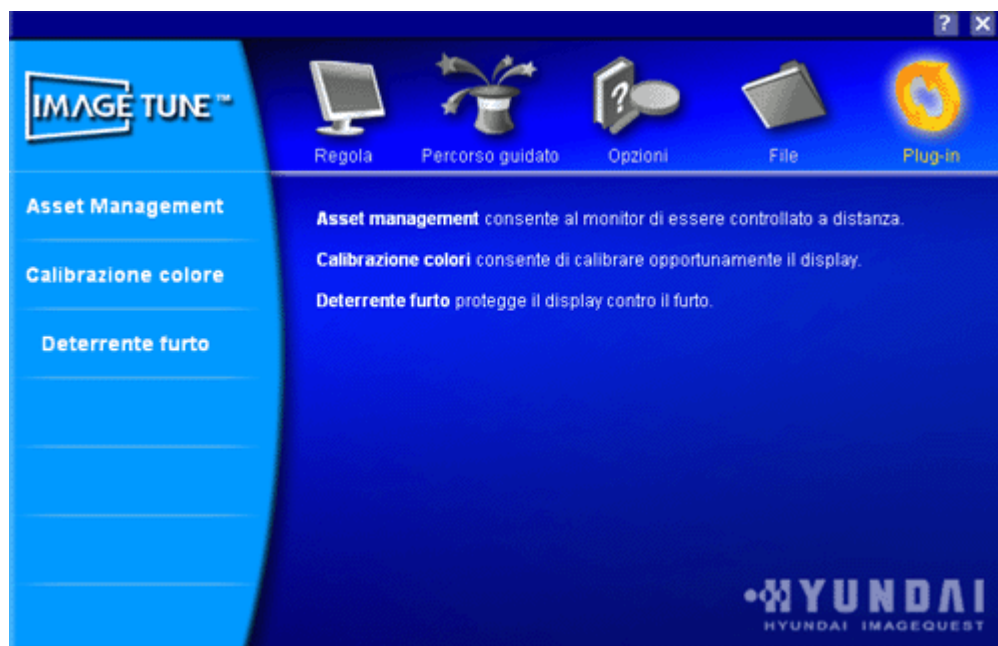 ? X
IMAGE TUNE™
Regola
Percorso guidato
Opzioni
?
File
Plug-in
Asset Management
Calibrazione colore
Deterrente furto
Asset management consente al monitor di essere controllato a distanza.
Calibrazione colori consente di calibrare opportunamente il display.
Deterrente furto protegge il display contro il furto.
HYUNDAI
HYUNDAI IMAGEQUEST